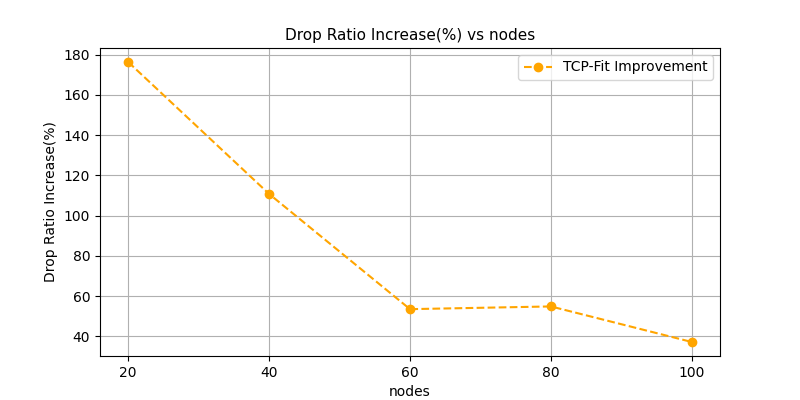 Drop Ratio Increase(%) vs nodes
TCP-Fit Improvement
Drop Ratio Increase(%)
180
160
140
120
100
80
60
40
20 40 60 80 100
nodes